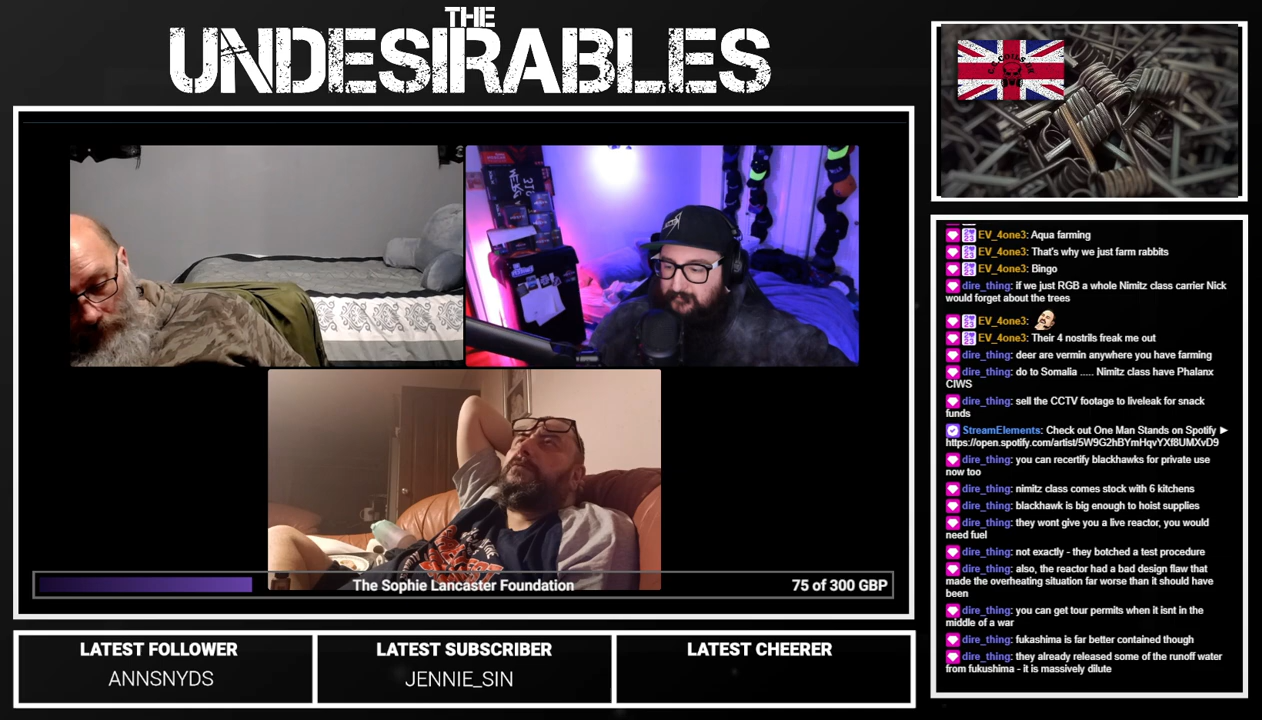 THE
UNDESIRABLES
EV_4one3: Aqua farming
EV_4one3: That's why we just farm rabbits
EV_4one3: Bingo
dire_thing: if we just RGB a whole Nimitz class carrier Nick
would forget about the trees
EV_4one3:
EV_4one3: Their 4 nostrils freak me out
dire_thing: deer are vermin anywhere you have farming
dire_thing: do to Somalia ..... Nimitz class have Phalanx
CIWS
dire_thing: sell the CCTV footage to liveleak for snack
funds
StreamElements: Check out One Man Stands on Spotify ►
https://open.spotify.com/artist/5W9G2hBYmHqvYXf8UMXvD9
dire_thing: you can recertify blackhawks for private use
now too
dire_thing: nimitz class comes stock with 6 kitchens
dire_thing: blackhawk is big enough to hoist supplies
dire_thing: they wont give you a live reactor, you would
need fuel
dire_thing: not exactly - they botched a test procedure
dire_thing: also, the reactor had a bad design flaw that
made the overheating situation far worse than it should have
been
dire_thing: you can get tour permits when it isnt in the
middle of a war
dire_thing: fukashima is far better contained though
dire_thing: they already released some of the runoff water
from fukushima - it is massively dilute
The Sophie Lancaster Foundation
75 of 300 GBP
LATEST FOLLOWER
ANNSNYDS
LATEST SUBSCRIBER
JENNIE_SIN
LATEST CHEERER